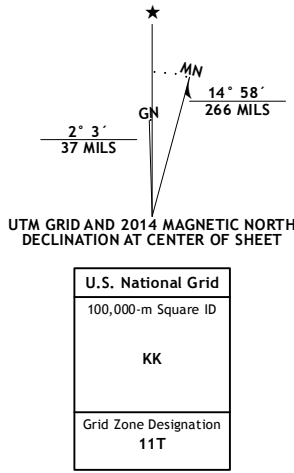 ★
MN
GN
14° 58´
266 MILS
2° 3´
37 MILS
UTM GRID AND 2014 MAGNETIC NORTH
DECLINATION AT CENTER OF SHEET
U.S. National Grid
100,000-m Square ID
KK
Grid Zone Designation
11T